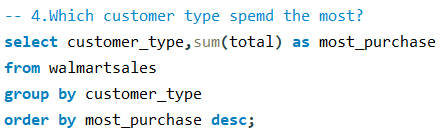 -- 4.Which customer type spemd the most?
select customer_type,sum(total) as most_purchase
from walmartsales
group by customer_type
order by most_purchase desc;